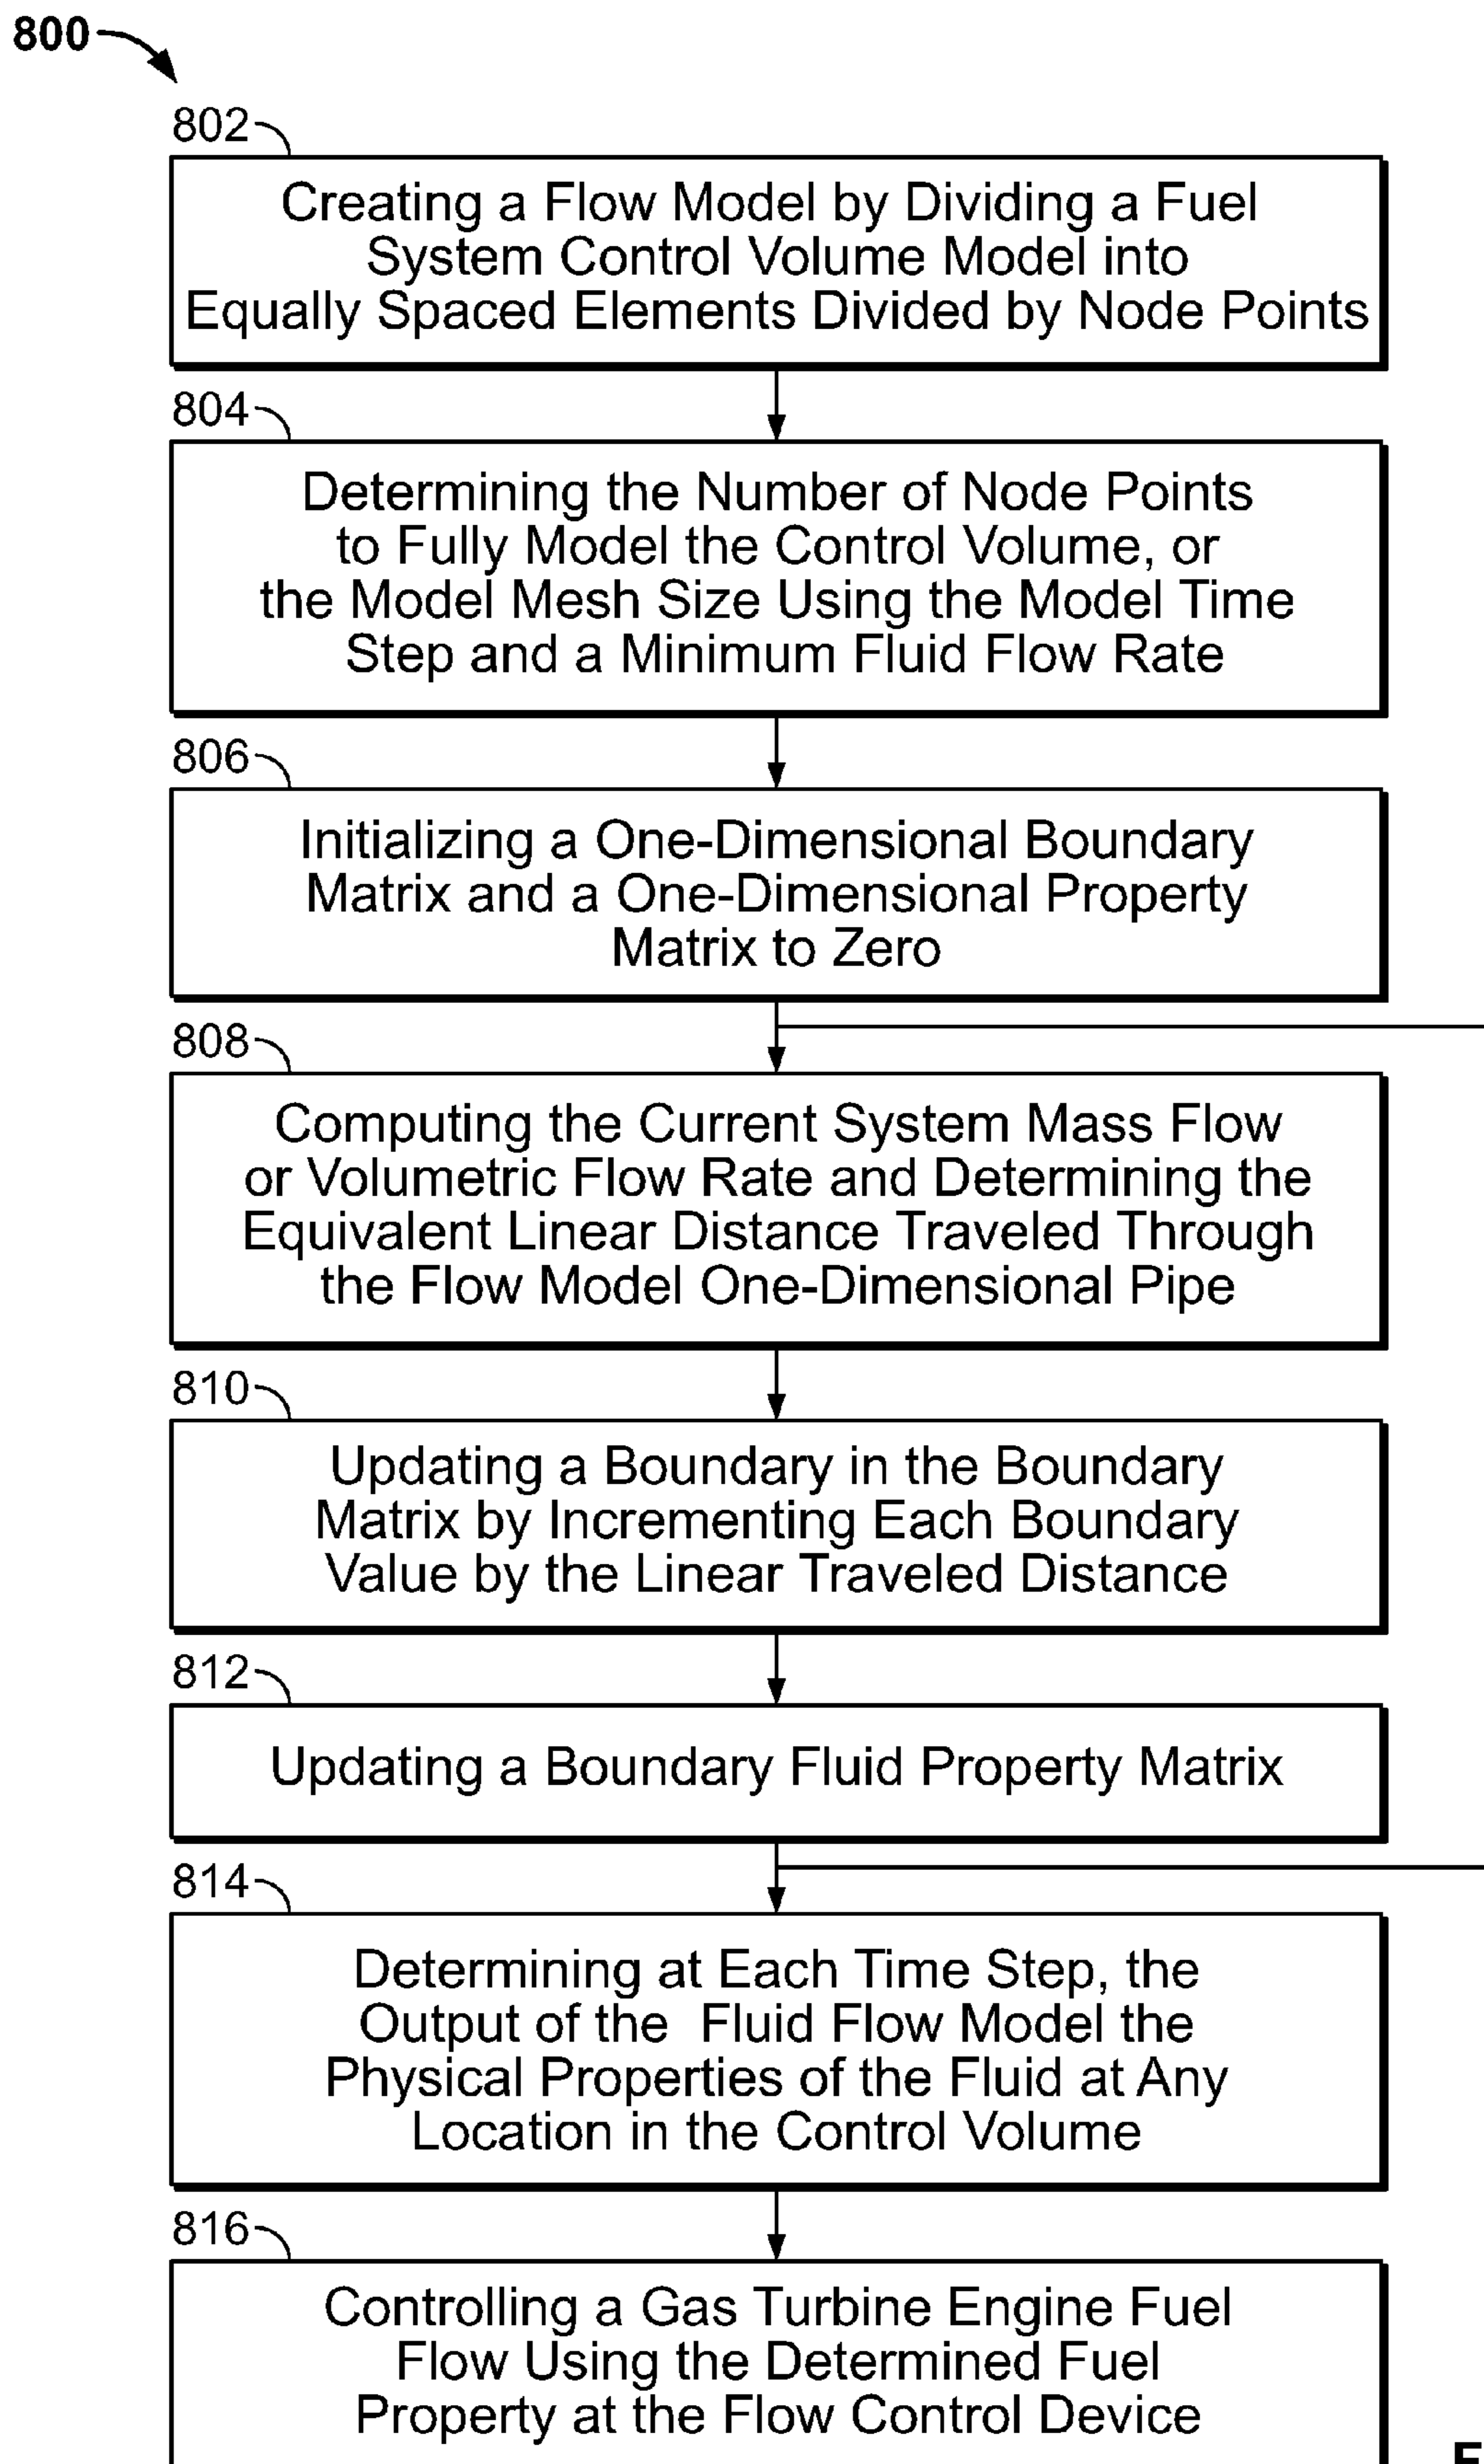 800
802
Creating a Flow Model by Dividing a Fuel
System Control Volume Model into
Equally Spaced Elements Divided by Node Points
804
Determining the Number of Node Points
to Fully Model the Control Volume, or
the Model Mesh Size Using the Model Time
Step and a Minimum Fluid Flow Rate
806
Initializing a One-Dimensional Boundary
Matrix and a One-Dimensional Property
Matrix to Zero
808
Computing the Current System Mass Flow
or Volumetric Flow Rate and Determining the
Equivalent Linear Distance Traveled Through
the Flow Model One-Dimensional Pipe
810
Updating a Boundary in the Boundary
Matrix by Incrementing Each Boundary
Value by the Linear Traveled Distance
812
Updating a Boundary Fluid Property Matrix
814
Determining at Each Time Step, the
Output of the Fluid Flow Model the
Physical Properties of the Fluid at Any
Location in the Control Volume
816
Controlling a Gas Turbine Engine Fuel
Flow Using the Determined Fuel
Property at the Flow Control Device